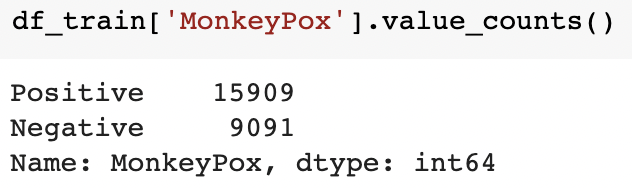 df_train['MonkeyPox'].value_counts()
Positive    15909
Negative     9091
Name: MonkeyPox, dtype: int64